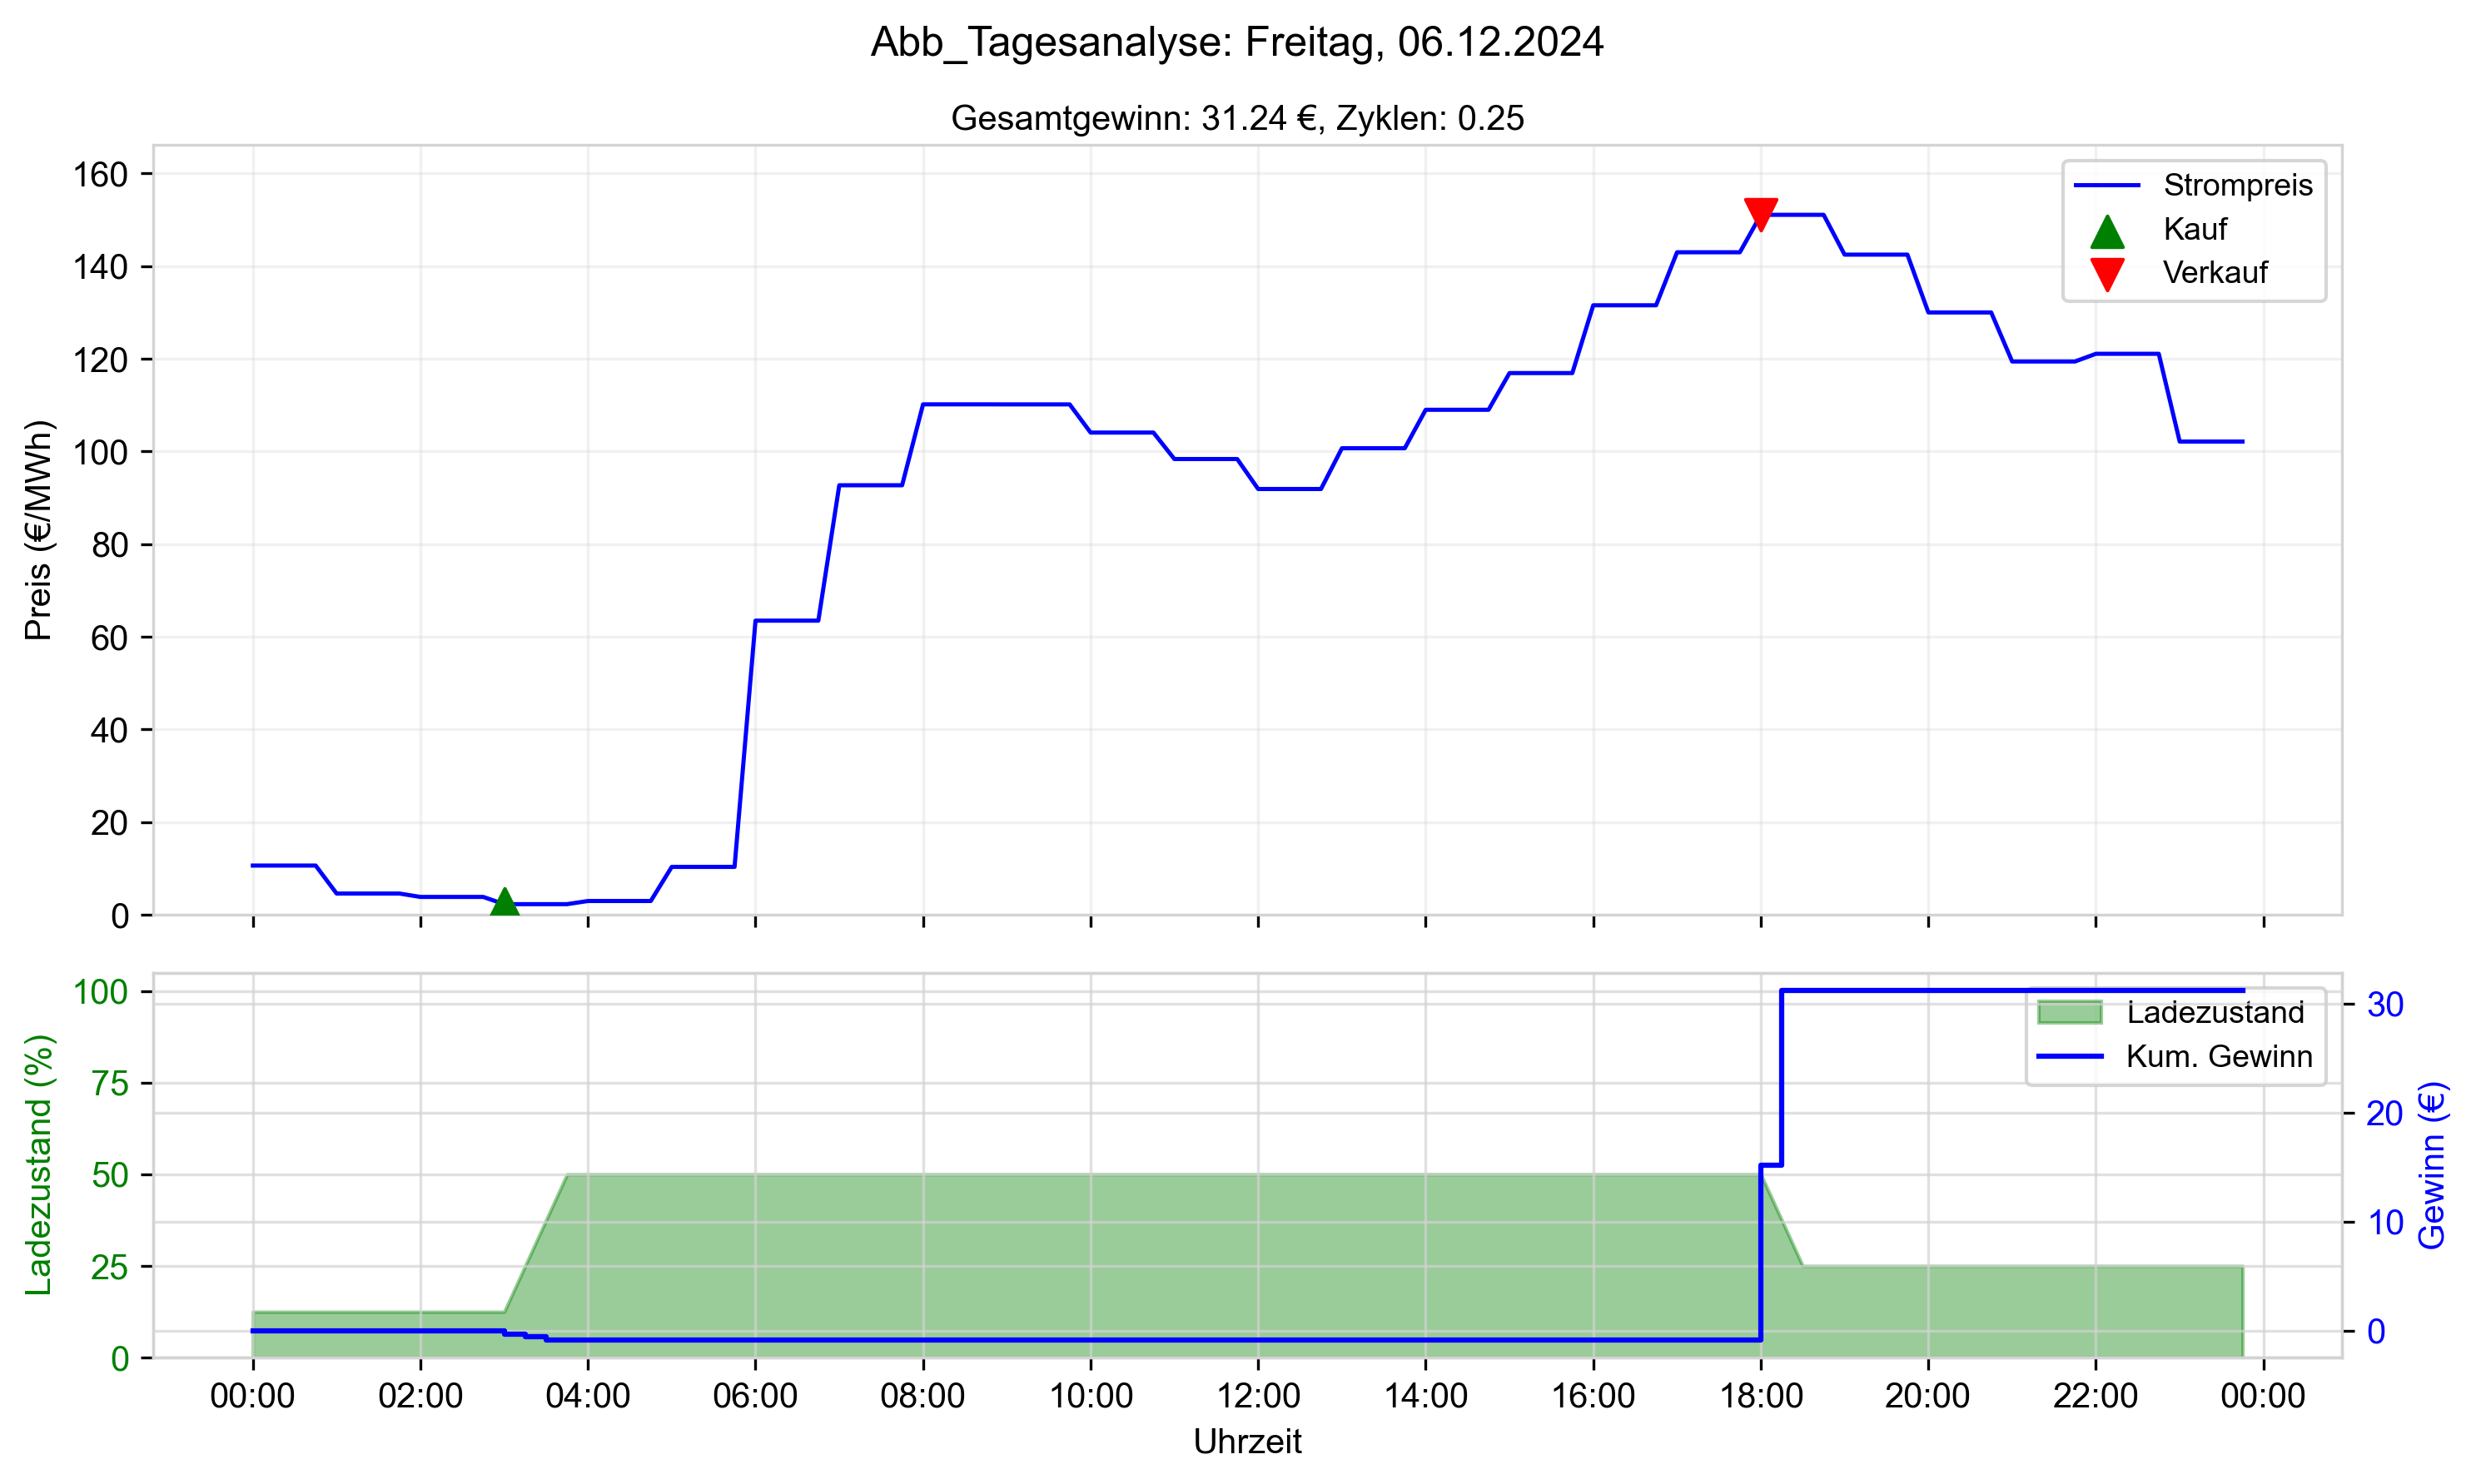 Abb_Tagesanalyse: Freitag, 06.12.2024
Gesamtgewinn: 31.24 €, Zyklen: 0.25
Preis (€/MWh)
160
140
120
100
80
60
40
20
0
Strompreis
Kauf
Verkauf
Ladezustand (%)
100
75
50
25
0
Ladezustand
Kum. Gewinn
30
20
10
0
Gewinn (€)
00:00 02:00 04:00 06:00 08:00 10:00 12:00 14:00 16:00 18:00 20:00 22:00 00:00
Uhrzeit